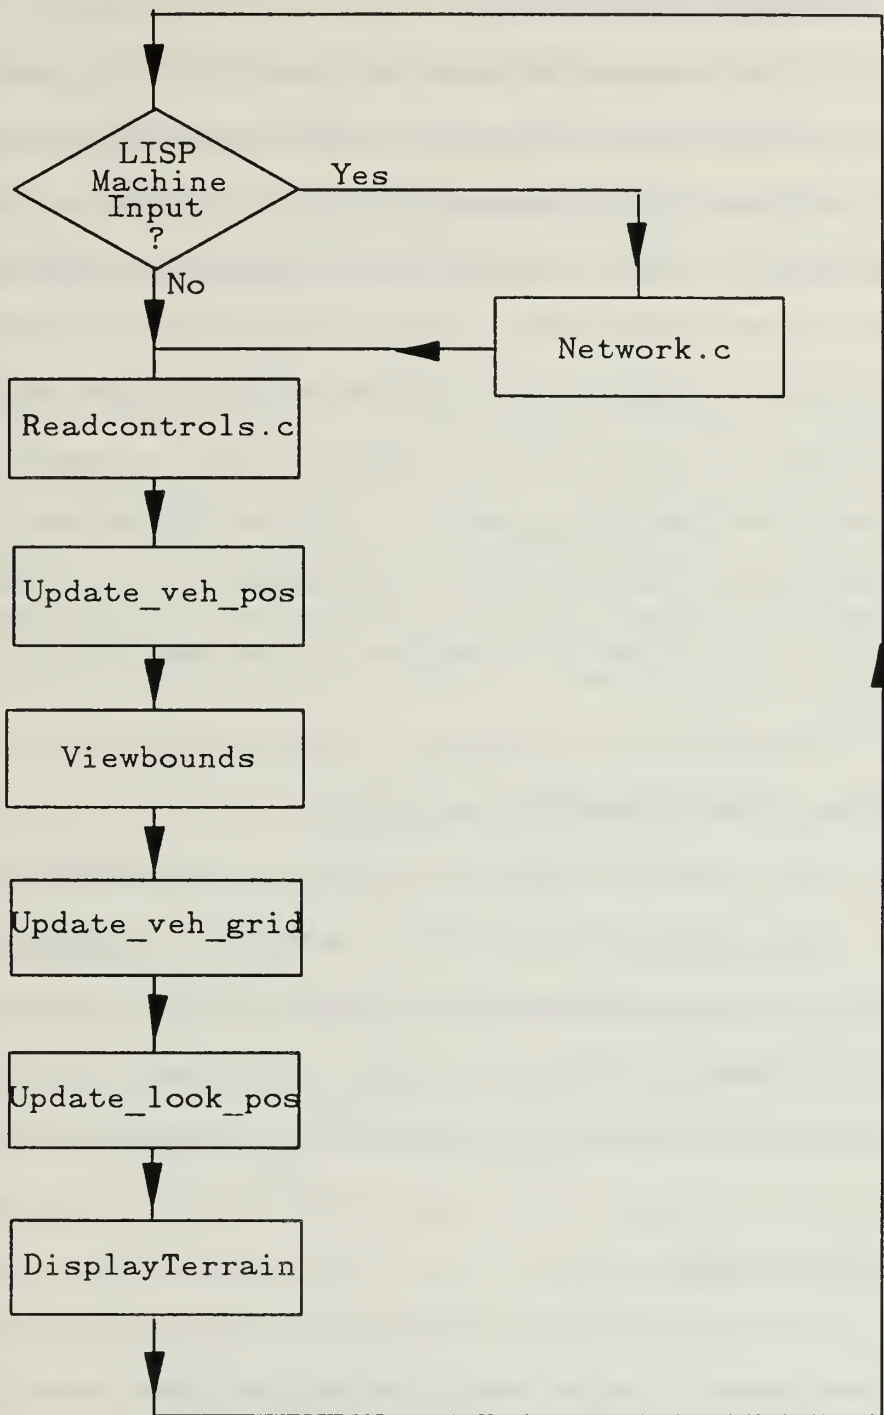 LISP
Machine
Input
?
Yes
No
Network.c
Readcontrols.c
Update_veh_pos
Viewbounds
Update_veh_grid
Update_look_pos
DisplayTerrain